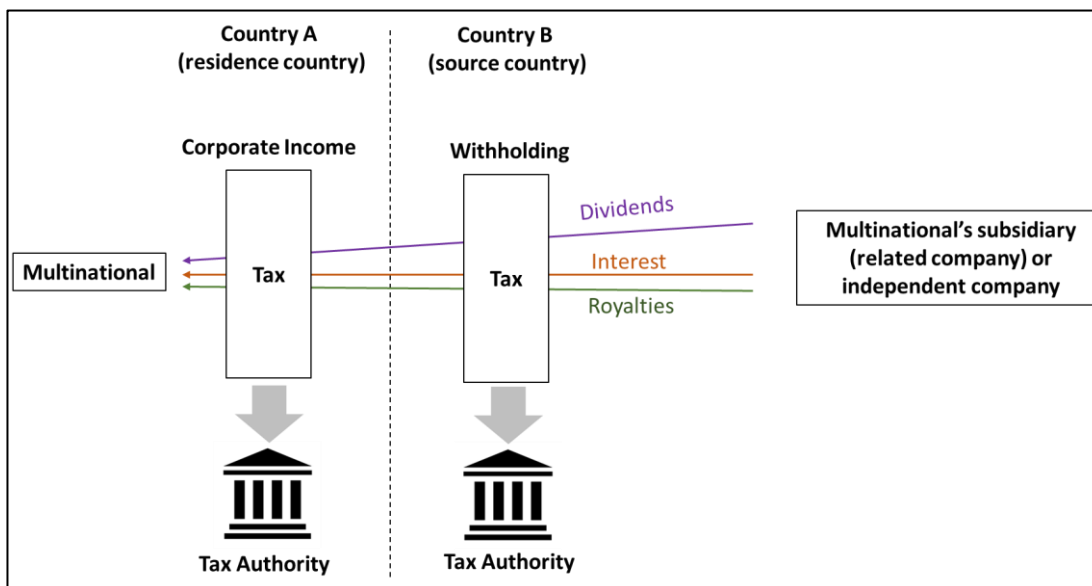 Country A
(residence country)
Country B
(source country)
Corporate Income
Withholding
Dividends
Multinational's subsidiary
(related company) or
independent company
Multinational
Tax
Tax
Interest
Royalties
Tax Authority
Tax Authority